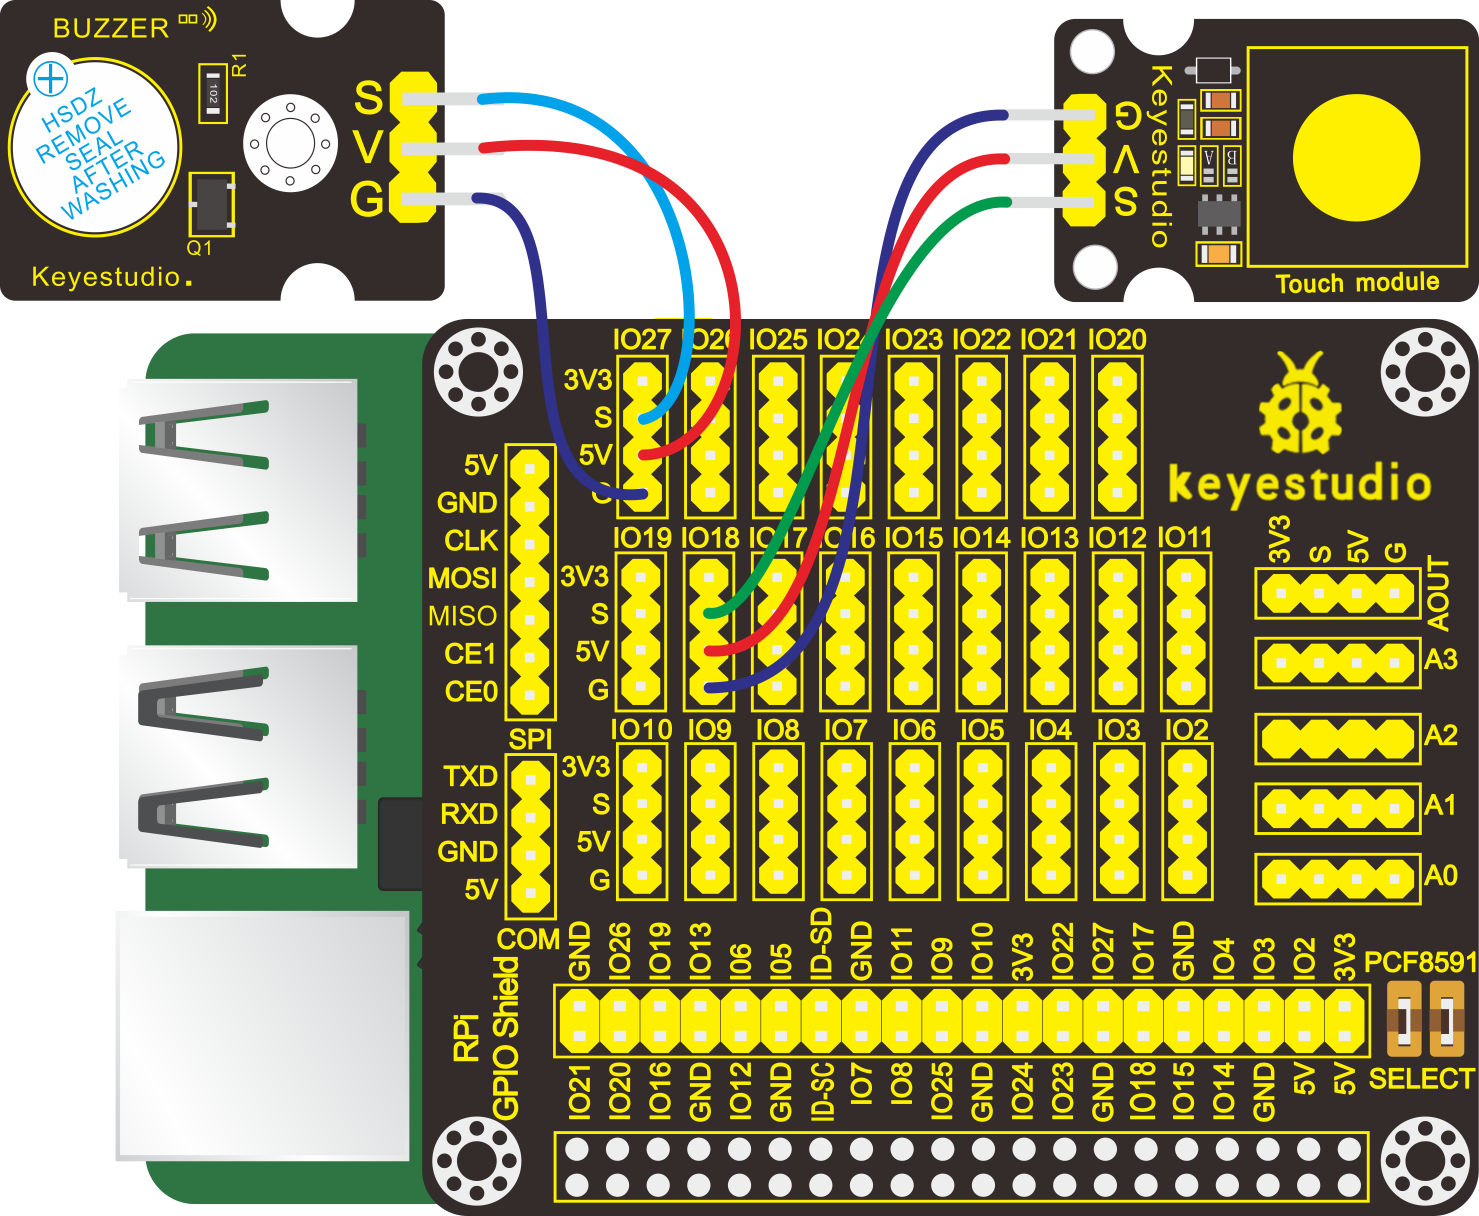 BUZZER
R1
102
HSDZ
REMOVE
SEAL
AFTER
WASHING
Q1
Keyestudio.
S
V
G
G
V
S
Keyestudio
A
B
Touch module
IO27 IO26 IO25 IO24 IO23 IO22 IO21 IO20
3V3
S
5V
G
keyestudio
5V
GND
CLK
MOSI
MISO
CE1
CE0
SPI
IO19 IO18 IO17 IO16 IO15 IO14 IO13 IO12 IO11
3V3
S
5V
G
3V3 S 5V G
AOUT
A3
A2
A1
A0
IO10 IO9 IO8 IO7 IO6 IO5 IO4 IO3 IO2
3V3
S
5V
G
TXD
RXD
GND
5V
COM
RPi
GPIO Shield
GND IO26 IO19 IO13 I06 I05 ID-SD GND IO11 IO9 IO10 3V3 IO22 IO27 IO17 GND IO4 IO3 IO2 3V3
IO21 IO20 IO16 GND IO12 GND ID-SC IO7 IO8 IO25 GND IO24 IO23 GND IO18 IO15 IO14 GND 5V 5V
PCF8591
SELECT